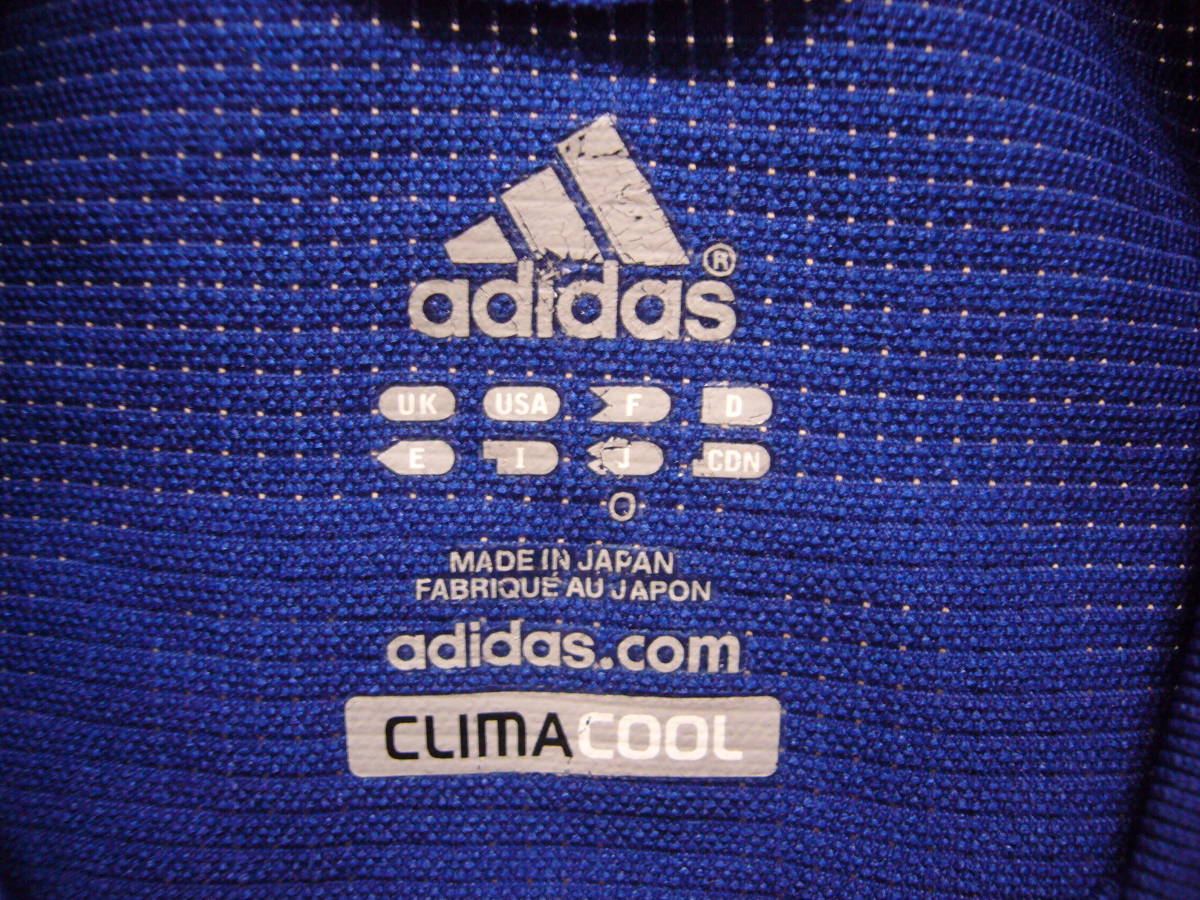 adidas®
UK USA F D
E I J CDN
O
MADE IN JAPAN
FABRIQUÉ AU JAPON
adidas.com
CLIMACOOL